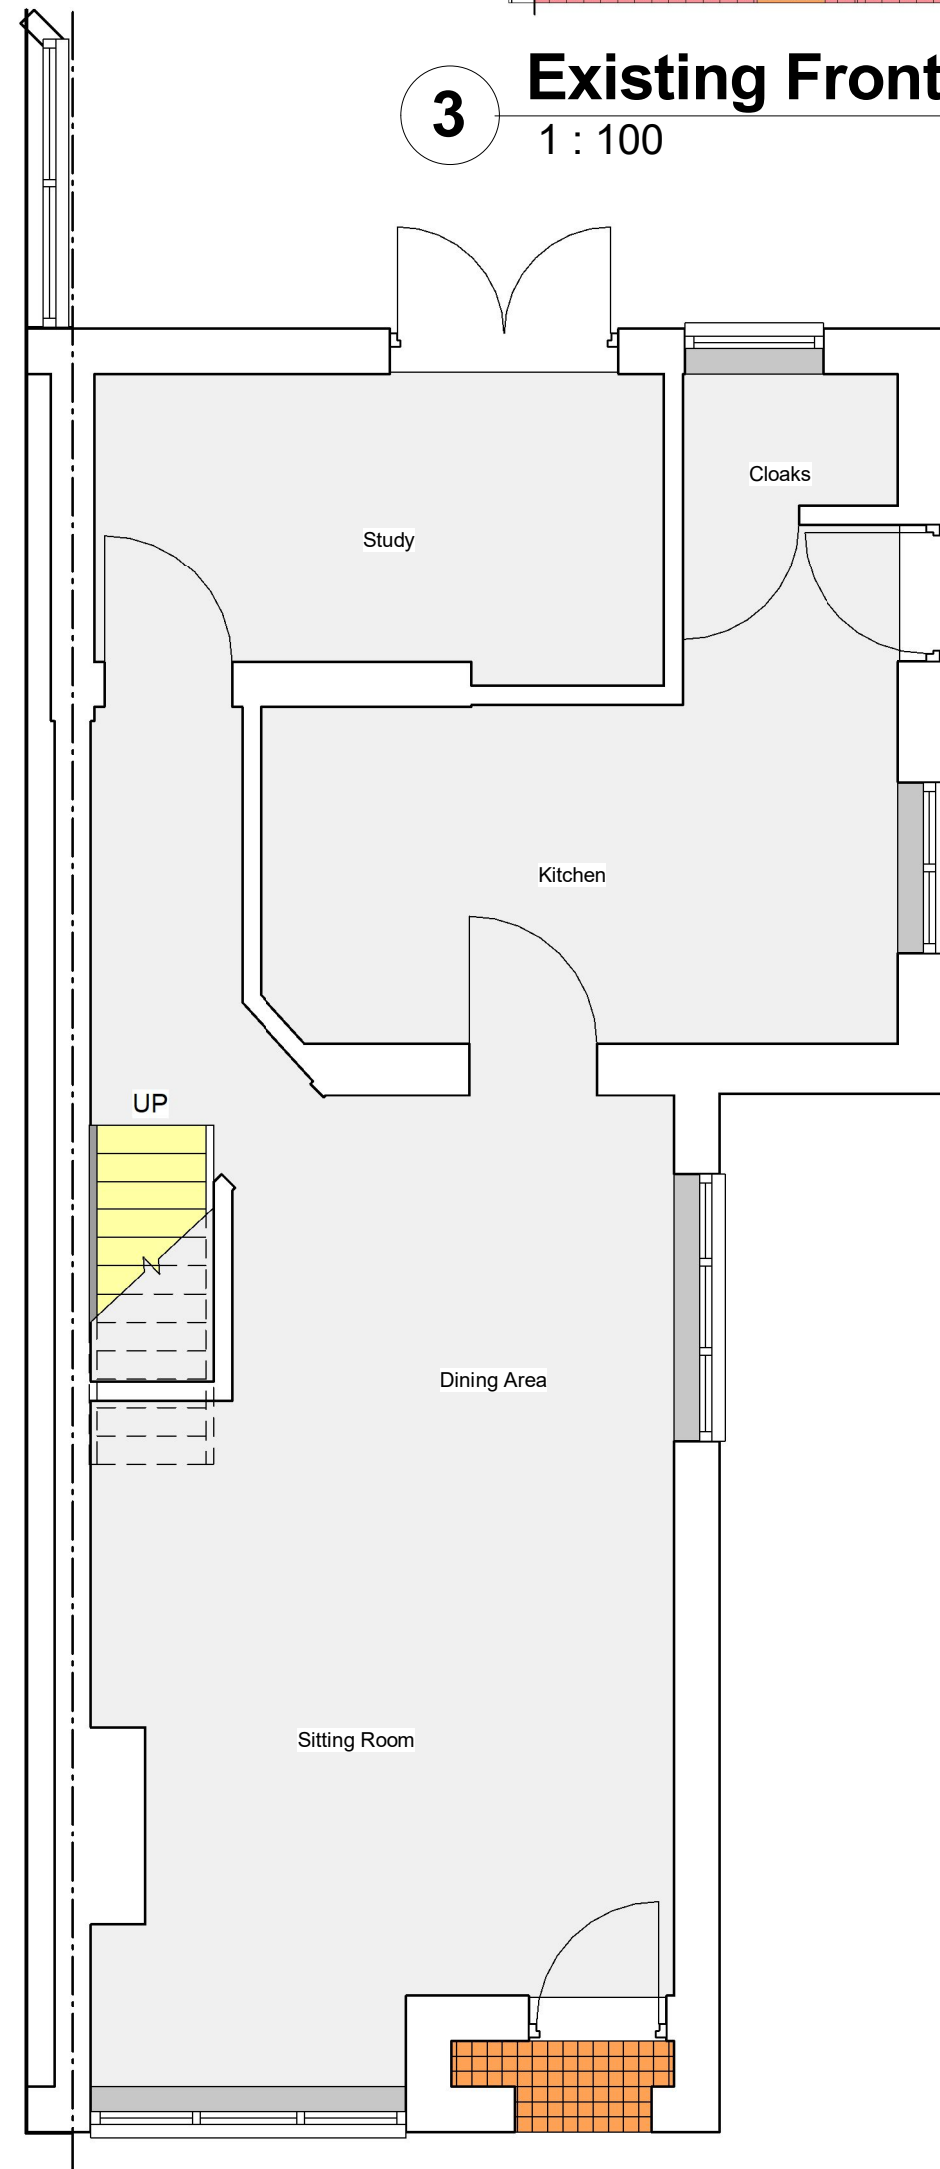 Existing Front
3
1 : 100
Cloaks
Study
Kitchen
UP
Dining Area
Sitting Room